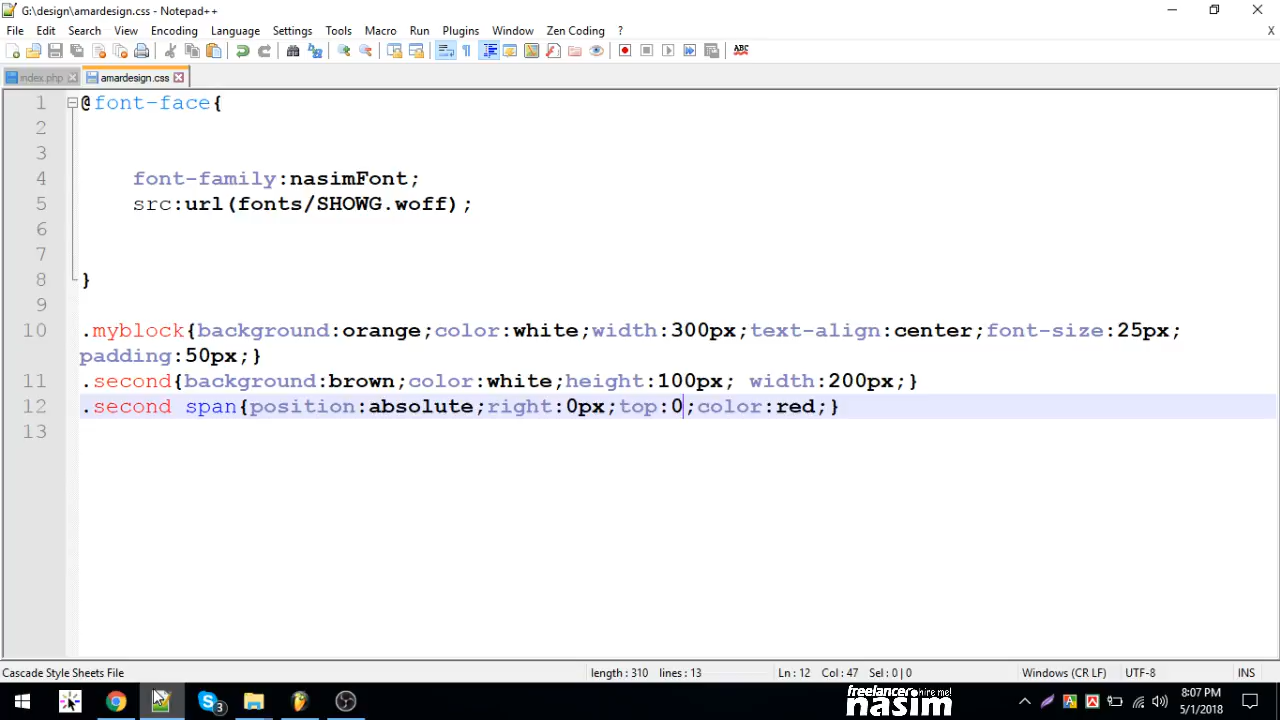 G:\design\amardesign.css - Notepad++
File Edit Search View Encoding Language Settings Tools Macro Run Plugins Window Zen Coding ? X
ABC
index.php amardesign.css
1 @font-face{
2
3
4 font-family:nasimFont;
5 src:url(fonts/SHOWG.woff);
6
7
8 }
9
10 .myblock{background:orange;color:white;width:300px;text-align:center;font-size:25px;
padding:50px;}
11 .second{background:brown;color:white;height:100px; width:200px;}
12 .second span{position:absolute;right:0px;top:0;color:red;}
13
Cascade Style Sheets File length : 310 lines : 13 Ln : 12 Col : 47 Sel : 0 | 0 Windows (CR LF) UTF-8 INS
3
freelancer hire me!
nasim
8:07 PM
5/1/2018